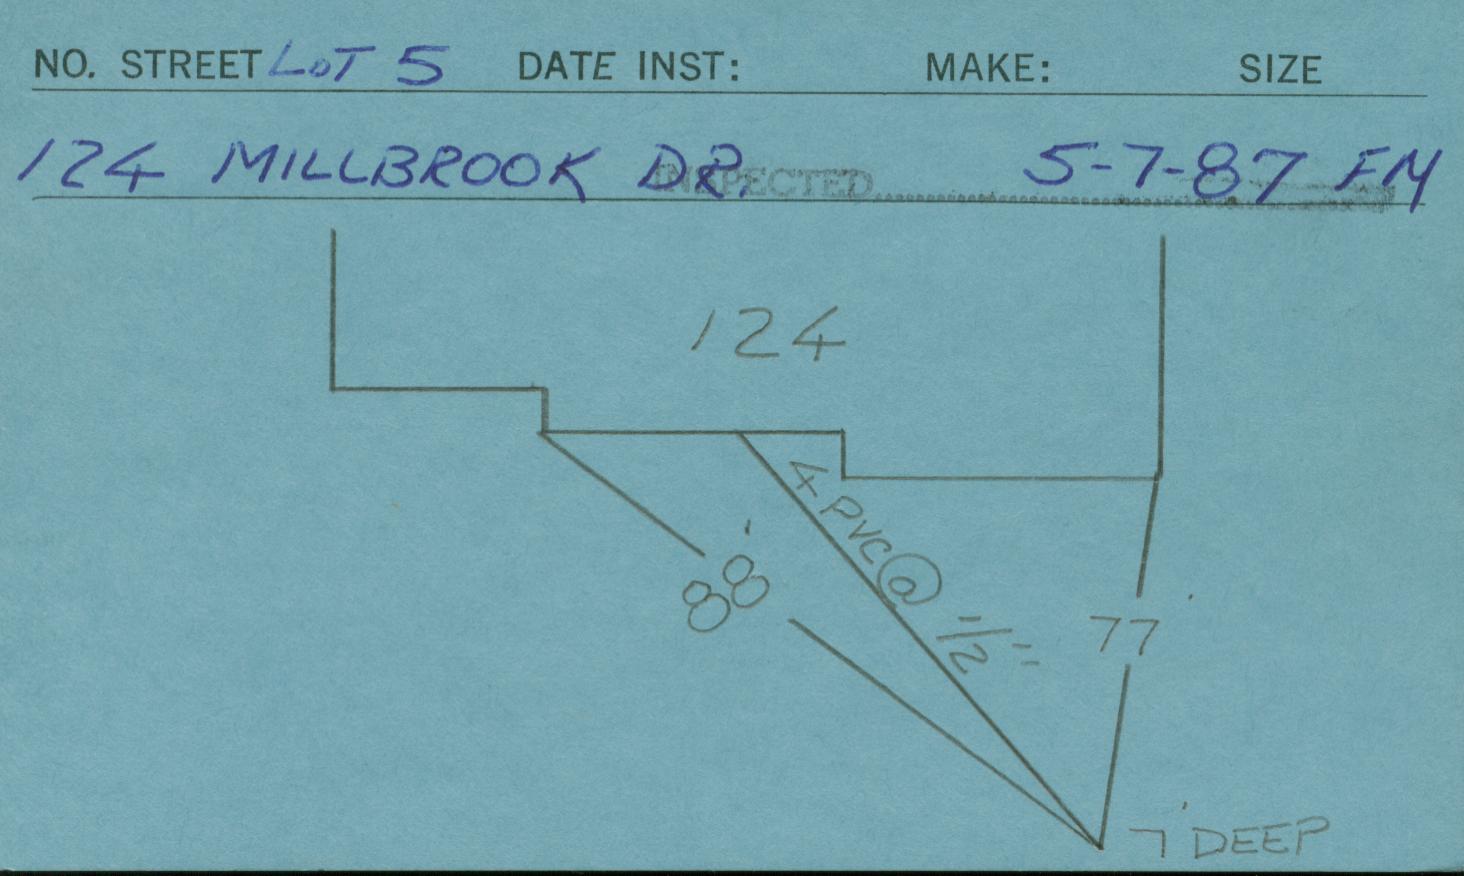 NO. STREET LOT 5 DATE INST: MAKE: SIZE
124 MILLBROOK DR. INSPECTED 5-7-87 FM
124
4 PVC@ 1/2"
88'
77'
7' DEEP